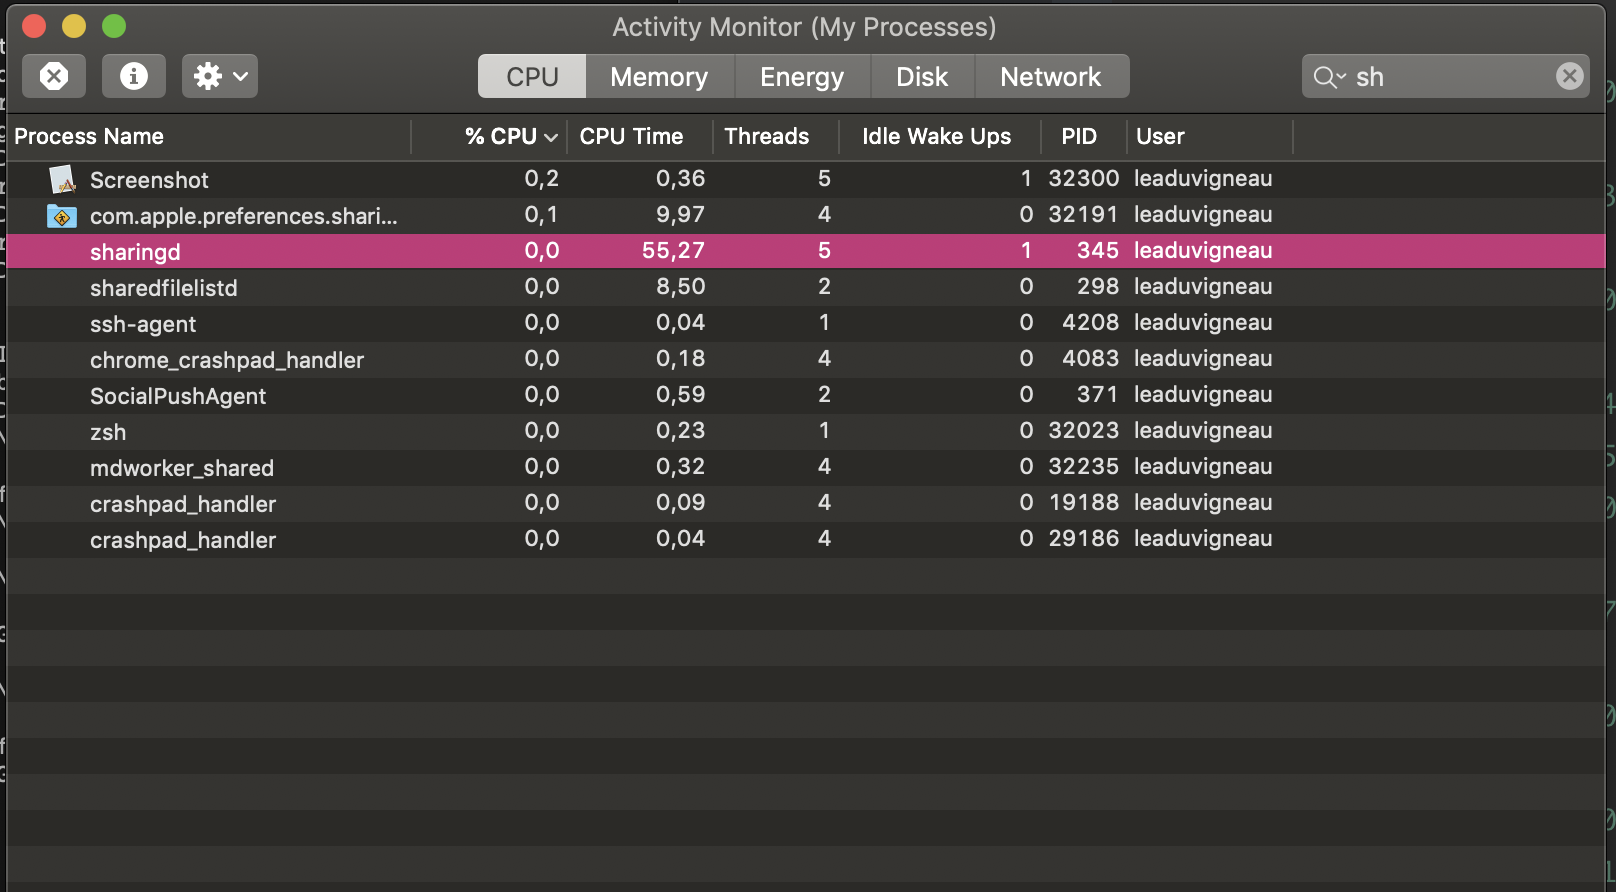 Activity Monitor (My Processes)
CPU Memory Energy Disk Network sh
Process Name % CPU CPU Time Threads Idle Wake Ups PID User
Screenshot 0,2 0,36 5 1 32300 leaduvigneau
com.apple.preferences.shari... 0,1 9,97 4 0 32191 leaduvigneau
sharingd 0,0 55,27 5 1 345 leaduvigneau
sharedfilelistd 0,0 8,50 2 0 298 leaduvigneau
ssh-agent 0,0 0,04 1 0 4208 leaduvigneau
chrome_crashpad_handler 0,0 0,18 4 0 4083 leaduvigneau
SocialPushAgent 0,0 0,59 2 0 371 leaduvigneau
zsh 0,0 0,23 1 0 32023 leaduvigneau
mdworker_shared 0,0 0,32 4 0 32235 leaduvigneau
crashpad_handler 0,0 0,09 4 0 19188 leaduvigneau
crashpad_handler 0,0 0,04 4 0 29186 leaduvigneau